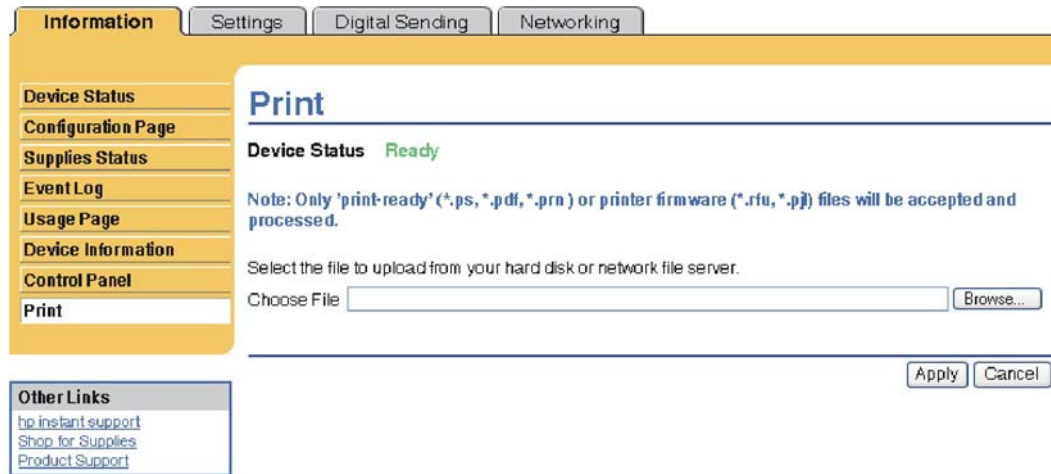 Information Settings Digital Sending Networking
Device Status
Configuration Page
Supplies Status
Event Log
Usage Page
Device Information
Control Panel
Print
Print
Device Status Ready
Note: Only 'print-ready' (*.ps, *.pdf, *.prn ) or printer firmware (*.rfu, *.pjl) files will be accepted and
processed.
Select the file to upload from your hard disk or network file server.
Choose File Browse...
Apply Cancel
Other Links
hp instant support
Shop for Supplies
Product Support